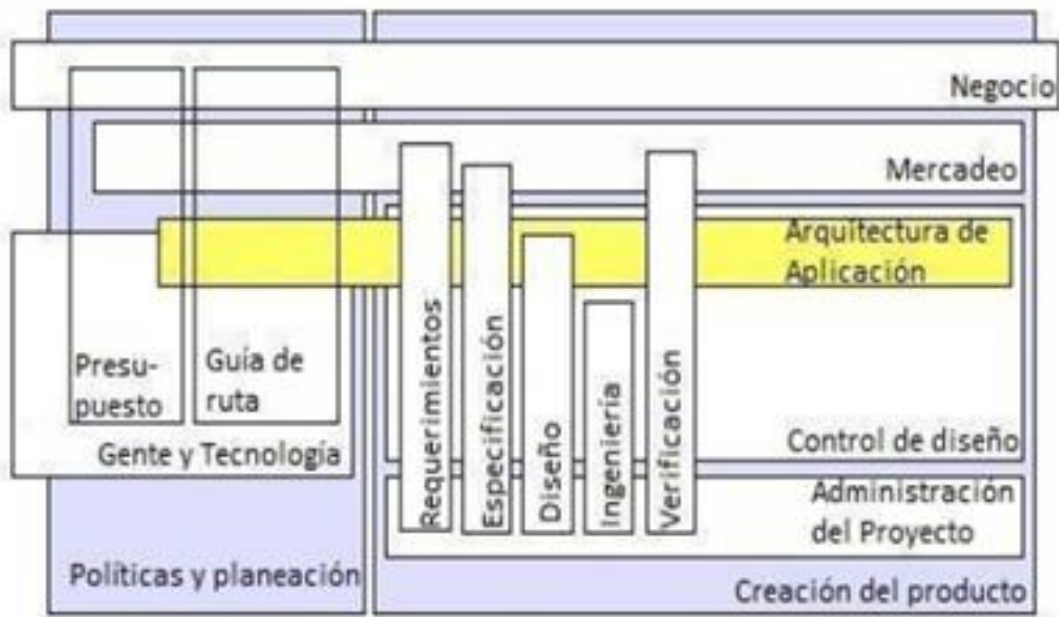 Negocio
Mercadeo
Arquitectura de
Aplicación
Presu-
puesto
Guía de
ruta
Gente y Tecnología
Requerimientos
Especificación
Diseño
Ingeniería
Verificación
Control de diseño
Administración
del Proyecto
Políticas y planeación
Creación del producto